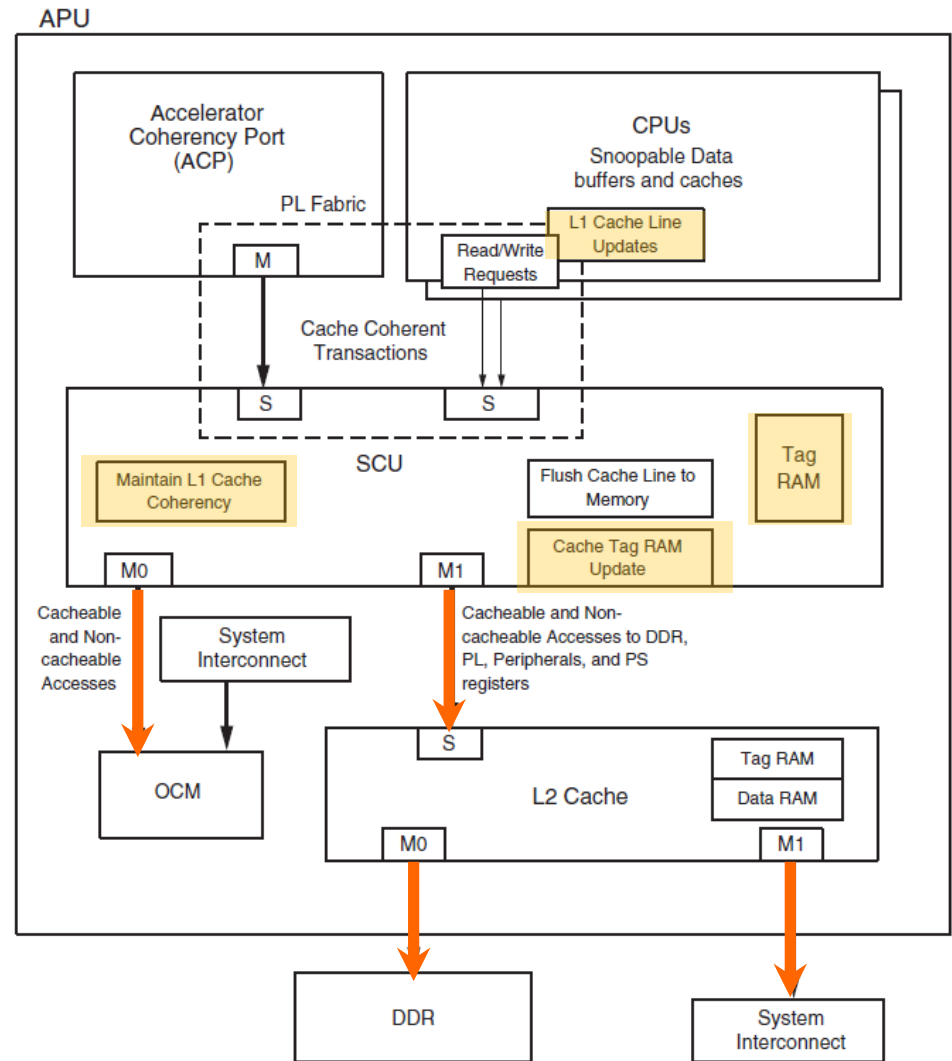 APU
Accelerator
Coherency Port
(ACP)
CPUs
Snoopable Data
buffers and caches
PL Fabric
L1 Cache Line
Updates
M
Read/Write
Requests
Cache Coherent
Transactions
S
S
SCU
Maintain L1 Cache
Coherency
Flush Cache Line to
Memory
Tag
RAM
Cache Tag RAM
Update
M0
M1
Cacheable
and Non-
cacheable
Accesses
System
Interconnect
Cacheable and Non-
cacheable Accesses to DDR,
PL, Peripherals, and PS
registers
OCM
S
L2 Cache
Tag RAM
Data RAM
M0
M1
DDR
System
Interconnect